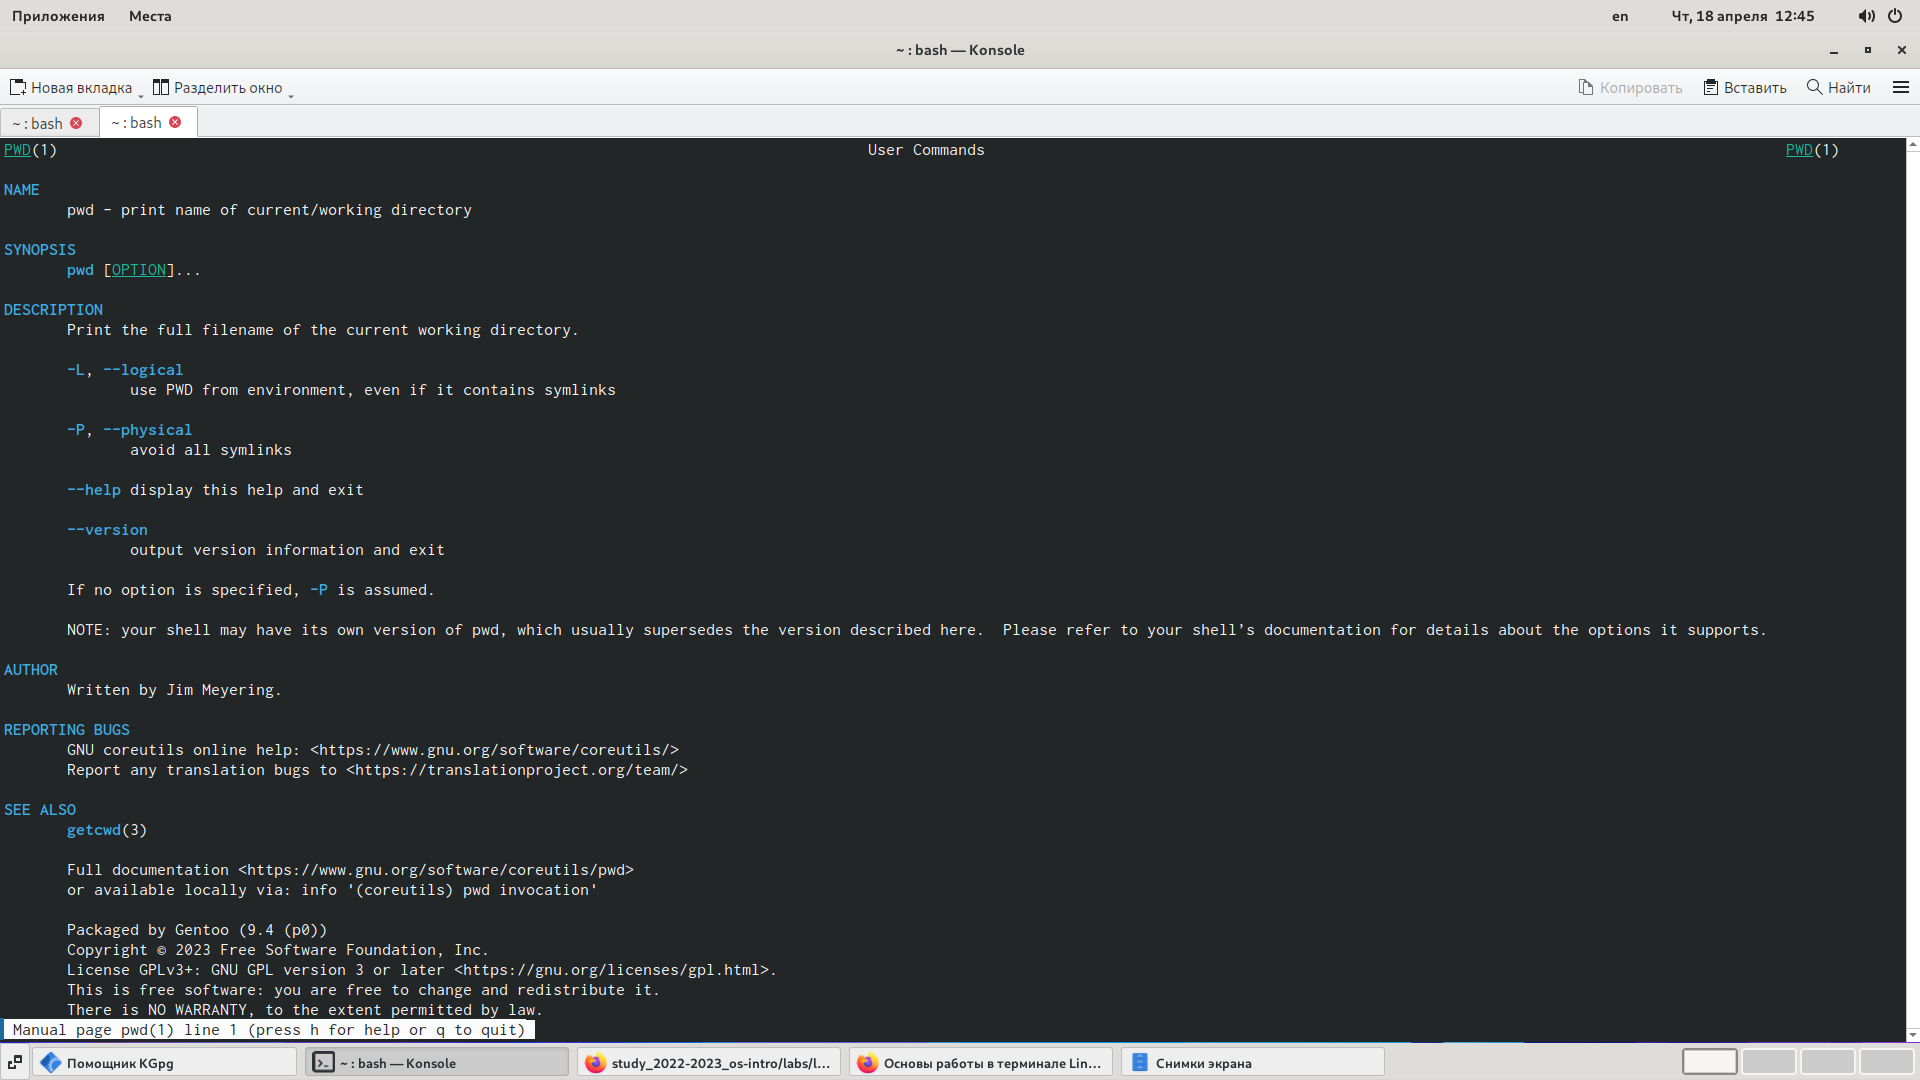 Приложения Места en Чт, 18 апреля 12:45
~ : bash — Konsole
Новая вкладка Разделить окно Копировать Вставить Найти
~ : bash ~ : bash
PWD(1) User Commands PWD(1)
NAME
pwd - print name of current/working directory
SYNOPSIS
pwd [OPTION]...
DESCRIPTION
Print the full filename of the current working directory.
-L, --logical
use PWD from environment, even if it contains symlinks
-P, --physical
avoid all symlinks
--help display this help and exit
--version
output version information and exit
If no option is specified, -P is assumed.
NOTE: your shell may have its own version of pwd, which usually supersedes the version described here.  Please refer to your shell’s documentation for details about the options it supports.
AUTHOR
Written by Jim Meyering.
REPORTING BUGS
GNU coreutils online help: <https://www.gnu.org/software/coreutils/>
Report any translation bugs to <https://translationproject.org/team/>
SEE ALSO
getcwd(3)
Full documentation <https://www.gnu.org/software/coreutils/pwd>
or available locally via: info '(coreutils) pwd invocation'
Packaged by Gentoo (9.4 (p0))
Copyright © 2023 Free Software Foundation, Inc.
License GPLv3+: GNU GPL version 3 or later <https://gnu.org/licenses/gpl.html>.
This is free software: you are free to change and redistribute it.
There is NO WARRANTY, to the extent permitted by law.
Manual page pwd(1) line 1 (press h for help or q to quit)
Помощник KGpg ~ : bash — Konsole study_2022-2023_os-intro/labs/l... Основы работы в терминале Lin... Снимки экрана